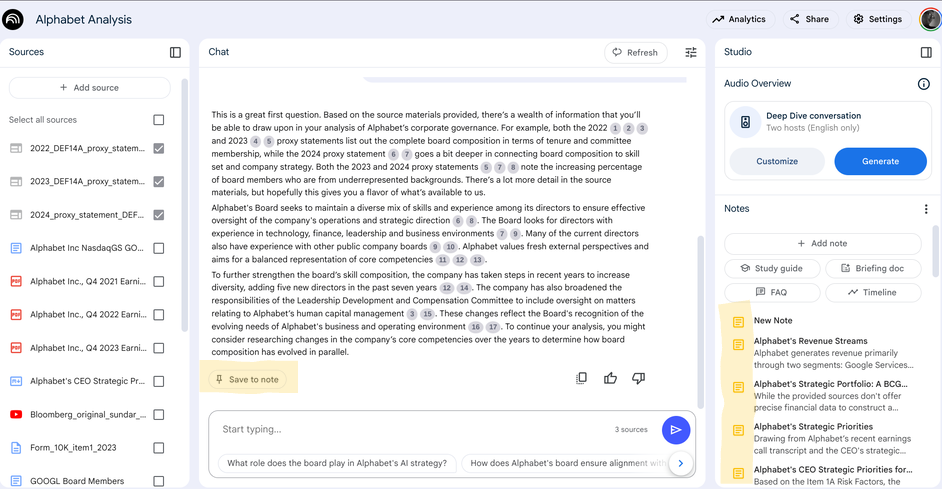 Alphabet Analysis
Analytics
Share
Settings
Sources
Add source
Select all sources
2022_DEF14A_proxy_statem...
2023_DEF14A_proxy_statem...
2024_proxy_statement_DEF...
Alphabet Inc NasdaqGS GO...
Alphabet Inc., Q4 2021 Earni...
Alphabet Inc., Q4 2022 Earni...
Alphabet Inc., Q4 2023 Earni...
Alphabet's CEO Strategic Pr...
Bloomberg_original_sundar_...
Form_10K_item1_2023
GOOGL Board Members
Chat
Refresh
This is a great first question. Based on the source materials provided, there's a wealth of information that you'll
be able to draw upon in your analysis of Alphabet's corporate governance. For example, both the 2022 1 2 3
and 2023 4 5 proxy statements list out the complete board composition in terms of tenure and committee
membership, while the 2024 proxy statement 6 7 goes a bit deeper in connecting board composition to skill
set and company strategy. Both the 2023 and 2024 proxy statements 5 7 8 note the increasing percentage
of board members who are from underrepresented backgrounds. There's a lot more detail in the source
materials, but hopefully this gives you a flavor of what's available to us.
Alphabet's Board seeks to maintain a diverse mix of skills and experience among its directors to ensure effective
oversight of the company's operations and strategic direction 6 8. The Board looks for directors with
experience in technology, finance, leadership and business environments 7 9. Many of the current directors
also have experience with other public company boards 9 10. Alphabet values fresh external perspectives and
aims for a balanced representation of core competencies 11 12 13.
To further strengthen the board's skill composition, the company has taken steps in recent years to increase
diversity, adding five new directors in the past seven years 12 14. The company has also broadened the
responsibilities of the Leadership Development and Compensation Committee to include oversight on matters
relating to Alphabet's human capital management 3 15. These changes reflect the Board's recognition of the
evolving needs of Alphabet's business and operating environment 16 17. To continue your analysis, you might
consider researching changes in the company's core competencies over the years to determine how board
composition has evolved in parallel.
Save to note
Start typing...
3 sources
What role does the board play in Alphabet's AI strategy?
How does Alphabet's board ensure alignment with
Studio
Audio Overview
Deep Dive conversation
Two hosts (English only)
Customize
Generate
Notes
Add note
Study guide
Briefing doc
FAQ
Timeline
New Note
Alphabet's Revenue Streams
Alphabet generates revenue primarily
through two segments: Google Services...
Alphabet's Strategic Portfolio: A BCG...
While the provided sources don't offer
precise financial data to construct a...
Alphabet's Strategic Priorities
Drawing from Alphabet's recent earnings
call transcript and the CEO's strategic...
Alphabet's CEO Strategic Priorities for...
Based on the Item 1A Risk Factors, the